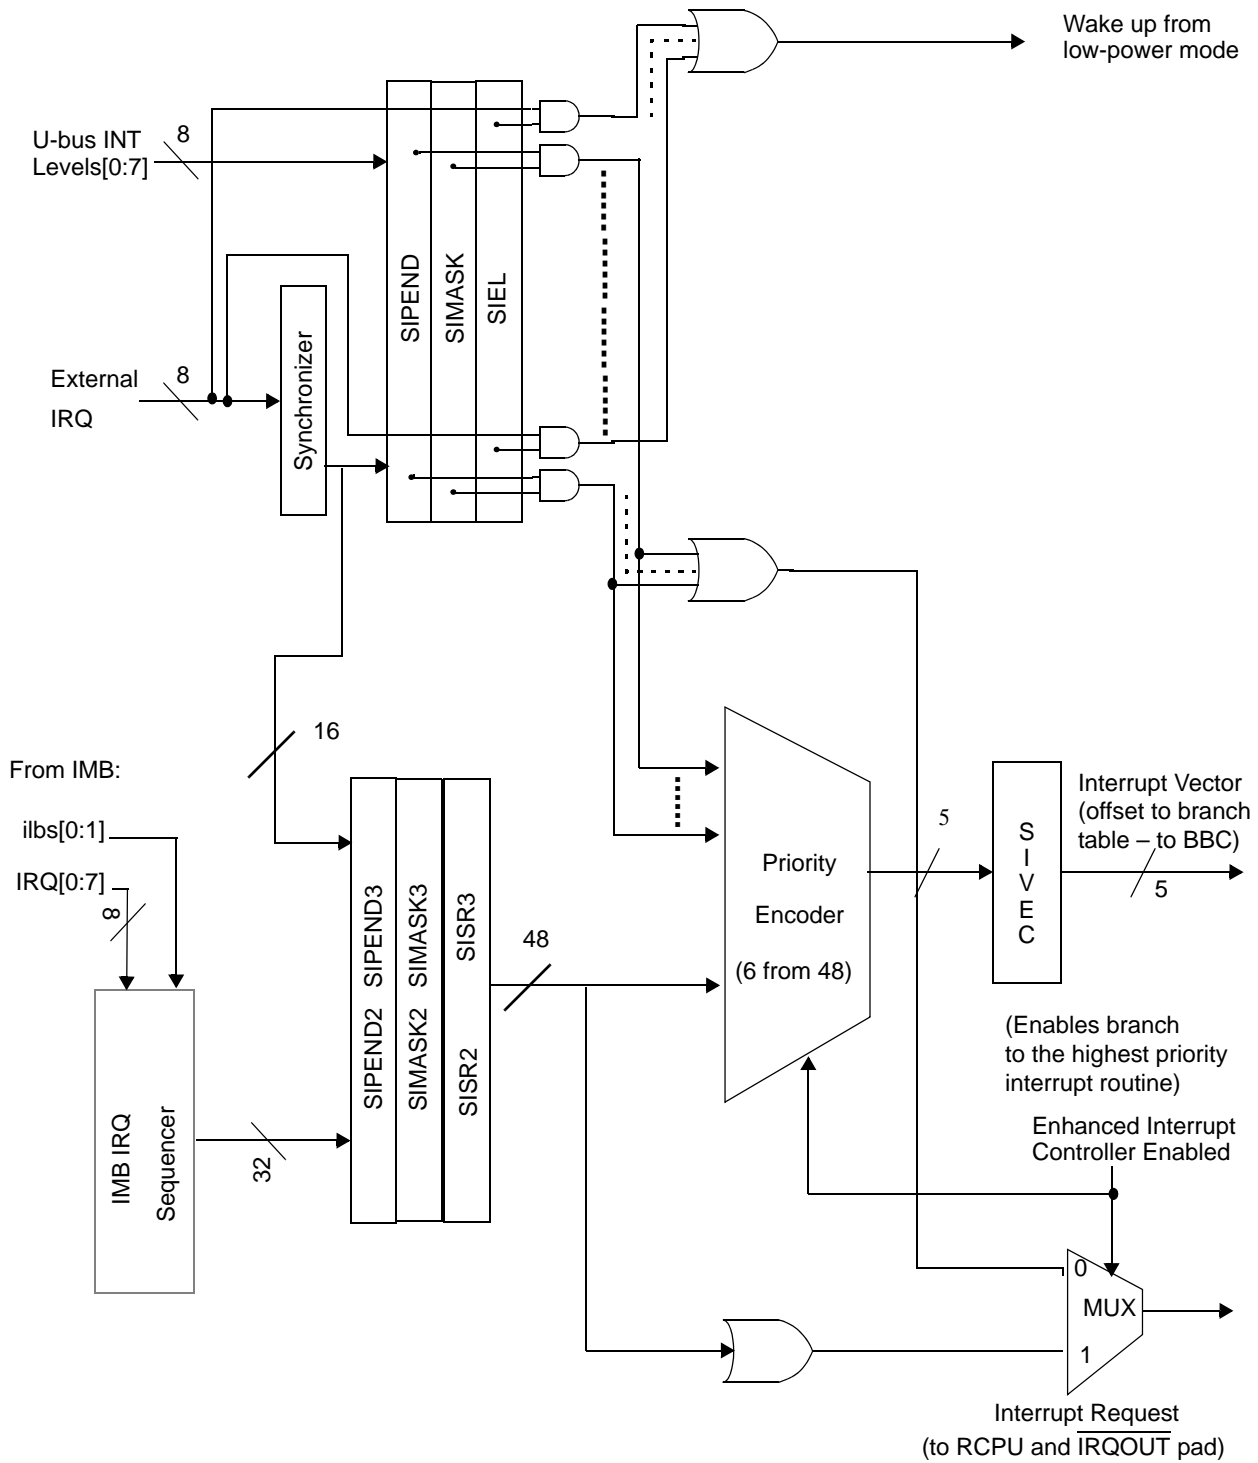 Wake up from
low-power mode
U-bus INT
Levels[0:7]
8
SIPEND
SIMASK
SIEL
External
IRQ
8
Synchronizer
16
From IMB:
ilbs[0:1]
IRQ[0:7]
8
IMB IRQ
Sequencer
32
SIPEND2 SIPEND3
SIMASK2 SIMASK3
SISR2 SISR3
48
Priority
Encoder
(6 from 48)
5
SIVEC
Interrupt Vector
(offset to branch
table – to BBC)
5
(Enables branch
to the highest priority
interrupt routine)
Enhanced Interrupt
Controller Enabled
0
MUX
1
Interrupt Request
(to RCPU and IRQOUT pad)